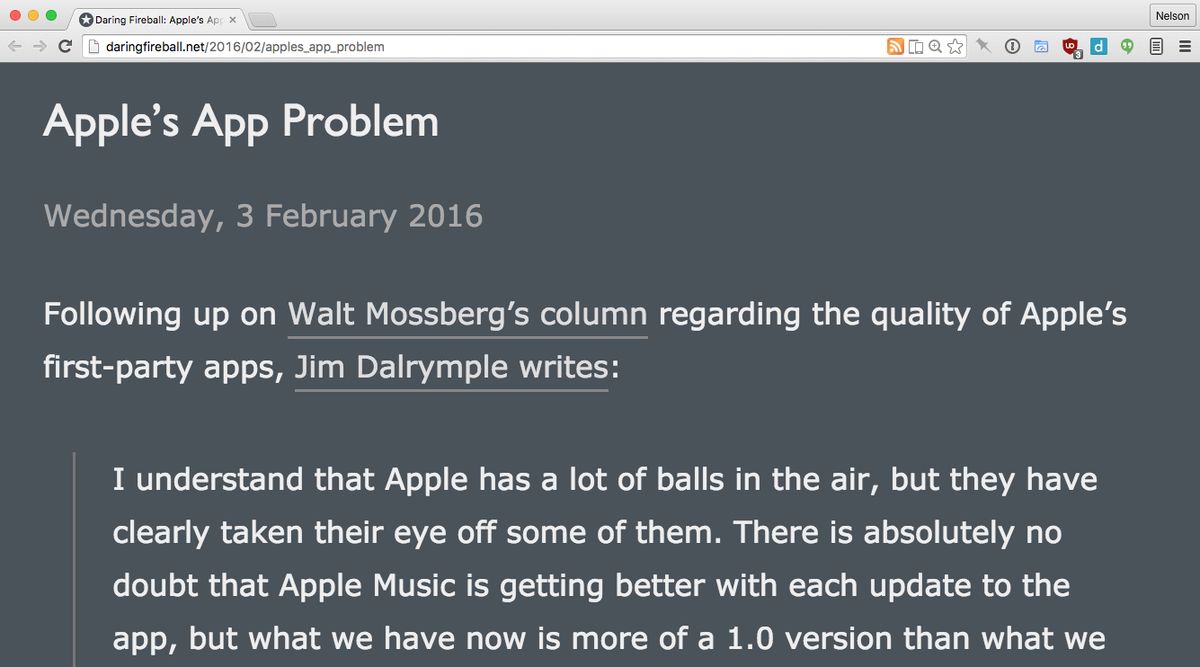 Daring Fireball: Apple’s App
Nelson
daringfireball.net/2016/02/apples_app_problem
Apple’s App Problem
Wednesday, 3 February 2016
Following up on Walt Mossberg’s column regarding the quality of Apple’s
first-party apps, Jim Dalrymple writes:
I understand that Apple has a lot of balls in the air, but they have
clearly taken their eye off some of them. There is absolutely no
doubt that Apple Music is getting better with each update to the
app, but what we have now is more of a 1.0 version than what we